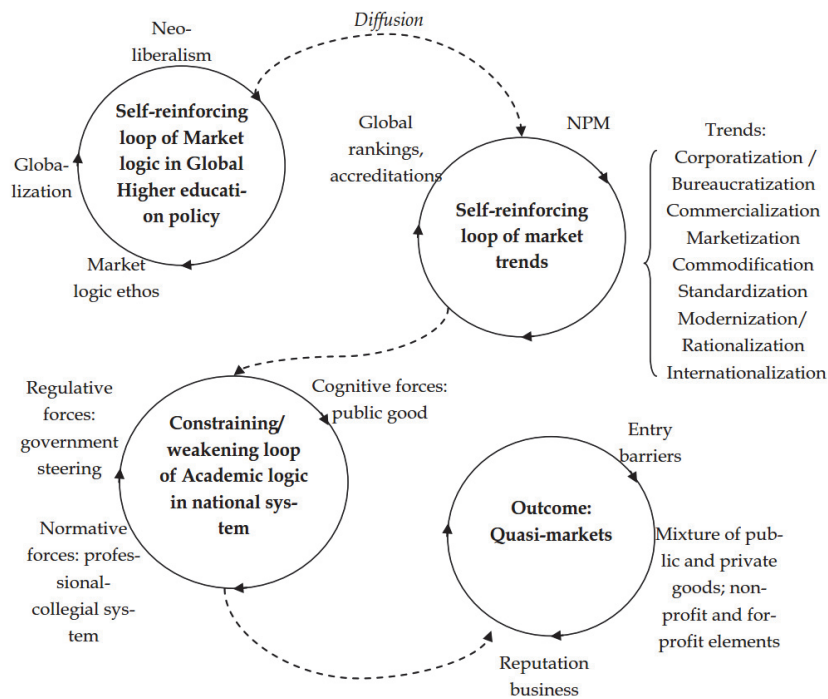 Neo-
liberalism
Diffusion
Self-reinforcing
loop of Market
logic in Global
Higher educati-
on policy
Globa-
lization
Market
logic ethos
Global
rankings,
accreditations
NPM
Self-reinforcing
loop of market
trends
Trends:
Corporatization /
Bureaucratization
Commercialization
Marketization
Commodification
Standardization
Modernization/
Rationalization
Internationalization
Regulative
forces:
government
steering
Cognitive forces:
public good
Constraining/
weakening loop
of Academic logic
in national sys-
tem
Normative
forces: profes-
sional-
collegial sys-
tem
Entry
barriers
Outcome:
Quasi-markets
Mixture of pub-
lic and private
goods; non-
profit and for-
profit elements
Reputation
business